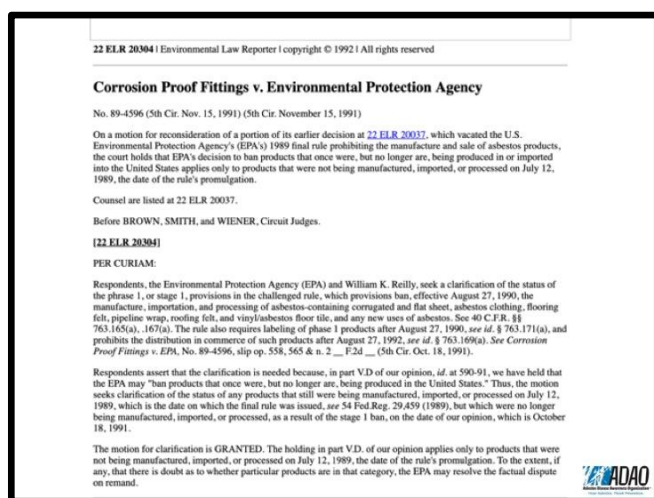 22 ELR 20304 | Environmental Law Reporter | copyright © 1992 | All rights reserved
Corrosion Proof Fittings v. Environmental Protection Agency
No. 89-4596 (5th Cir. Nov. 15, 1991) (5th Cir. November 15, 1991)
On a motion for reconsideration of a portion of its earlier decision at 22 ELR 20037, which vacated the U.S.
Environmental Protection Agency's (EPA's) 1989 final rule prohibiting the manufacture and sale of asbestos products,
the court holds that EPA's decision to ban products that once were, but no longer are, being produced in or imported
into the United States applies only to products that were not being manufactured, imported, or processed on July 12,
1989, the date of the rule's promulgation.
Counsel are listed at 22 ELR 20037.
Before BROWN, SMITH, and WIENER, Circuit Judges.
[22 ELR 20304]
PER CURIAM:
Respondents, the Environmental Protection Agency (EPA) and William K. Reilly, seek a clarification of the status of
the phrase 1, or stage 1, provisions in the challenged rule, which provisions ban, effective August 27, 1990, the
manufacture, importation, and processing of asbestos-containing corrugated and flat sheet, asbestos clothing, flooring
felt, pipeline wrap, roofing felt, and vinyl/asbestos floor tile, and any new uses of asbestos. See 40 C.F.R. §§
763.165(a), .167(a). The rule also requires labeling of phase 1 products after August 27, 1990, see id. § 763.171(a), and
prohibits the distribution in commerce of such products after August 27, 1992, see id. § 763.169(a). See Corrosion
Proof Fittings v. EPA, No. 89-4596, slip op. 558, 565 & n. 2 __ F.2d __ (5th Cir. Oct. 18, 1991).
Respondents assert that the clarification is needed because, in part V.D of our opinion, id. at 590-91, we have held that
the EPA may "ban products that once were, but no longer are, being produced in the United States." Thus, the motion
seeks clarification of the status of any products that still were being manufactured, imported, or processed on July 12,
1989, which is the date on which the final rule was issued, see 54 Fed.Reg. 29,459 (1989), but which were no longer
being manufactured, imported, or processed, as a result of the stage 1 ban, on the date of our opinion, which is October
18, 1991.
The motion for clarification is GRANTED. The holding in part V.D. of our opinion applies only to products that were
not being manufactured, imported, or processed on July 12, 1989, the date of the rule's promulgation. To the extent, if
any, that there is doubt as to whether particular products are in that category, the EPA may resolve the factual dispute
on remand.
ADAO
Asbestos Disease Awareness Organization